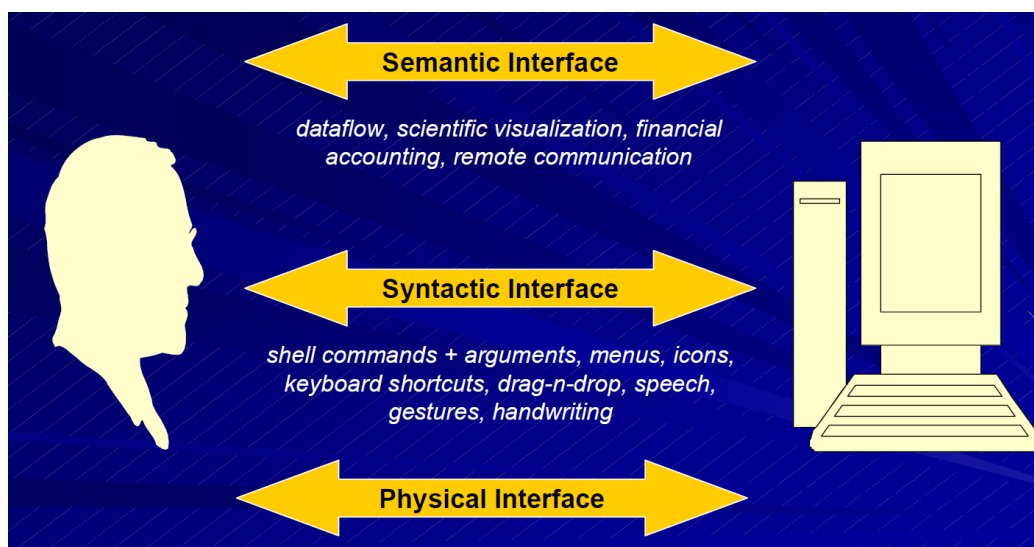 Semantic Interface
dataflow, scientific visualization, financial
accounting, remote communication
Syntactic Interface
shell commands + arguments, menus, icons,
keyboard shortcuts, drag-n-drop, speech,
gestures, handwriting
Physical Interface